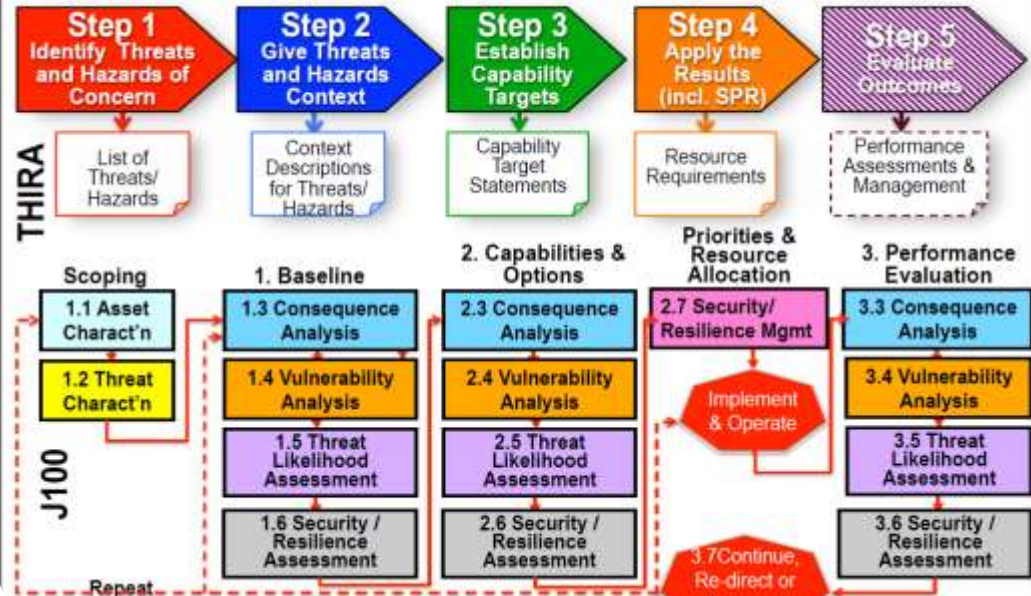 Step 1
Identify Threats
and Hazards of
Concern
Step 2
Give Threats
and Hazards
Context
Step 3
Establish
Capability
Targets
Step 4
Apply the
Results
(incl. SPR)
Step 5
Evaluate
Outcomes
THIRA
List of
Threats/
Hazards
Context
Descriptions
for Threats/
Hazards
Capability
Target
Statements
Resource
Requirements
Performance
Assessments &
Management
J100
Scoping
1.1 Asset
Charact'n
1.2 Threat
Charact'n
1. Baseline
1.3 Consequence
Analysis
1.4 Vulnerability
Analysis
1.5 Threat
Likelihood
Assessment
1.6 Security /
Resilience
Assessment
2. Capabilities &
Options
2.3 Consequence
Analysis
2.4 Vulnerability
Analysis
2.5 Threat
Likelihood
Assessment
2.6 Security /
Resilience
Assessment
Priorities &
Resource
Allocation
2.7 Security/
Resilience Mgmt
Implement
& Operate
3.7Continue,
Re-direct or
3. Performance
Evaluation
3.3 Consequence
Analysis
3.4 Vulnerability
Analysis
3.5 Threat
Likelihood
Assessment
3.6 Security /
Resilience
Assessment
Repeat